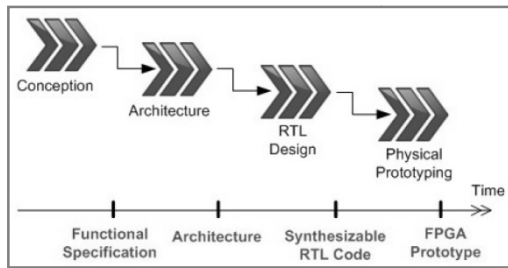 Conception
Architecture
RTL
Design
Physical
Prototyping
Time
Functional
Specification
Architecture
Synthesizable
RTL Code
FPGA
Prototype